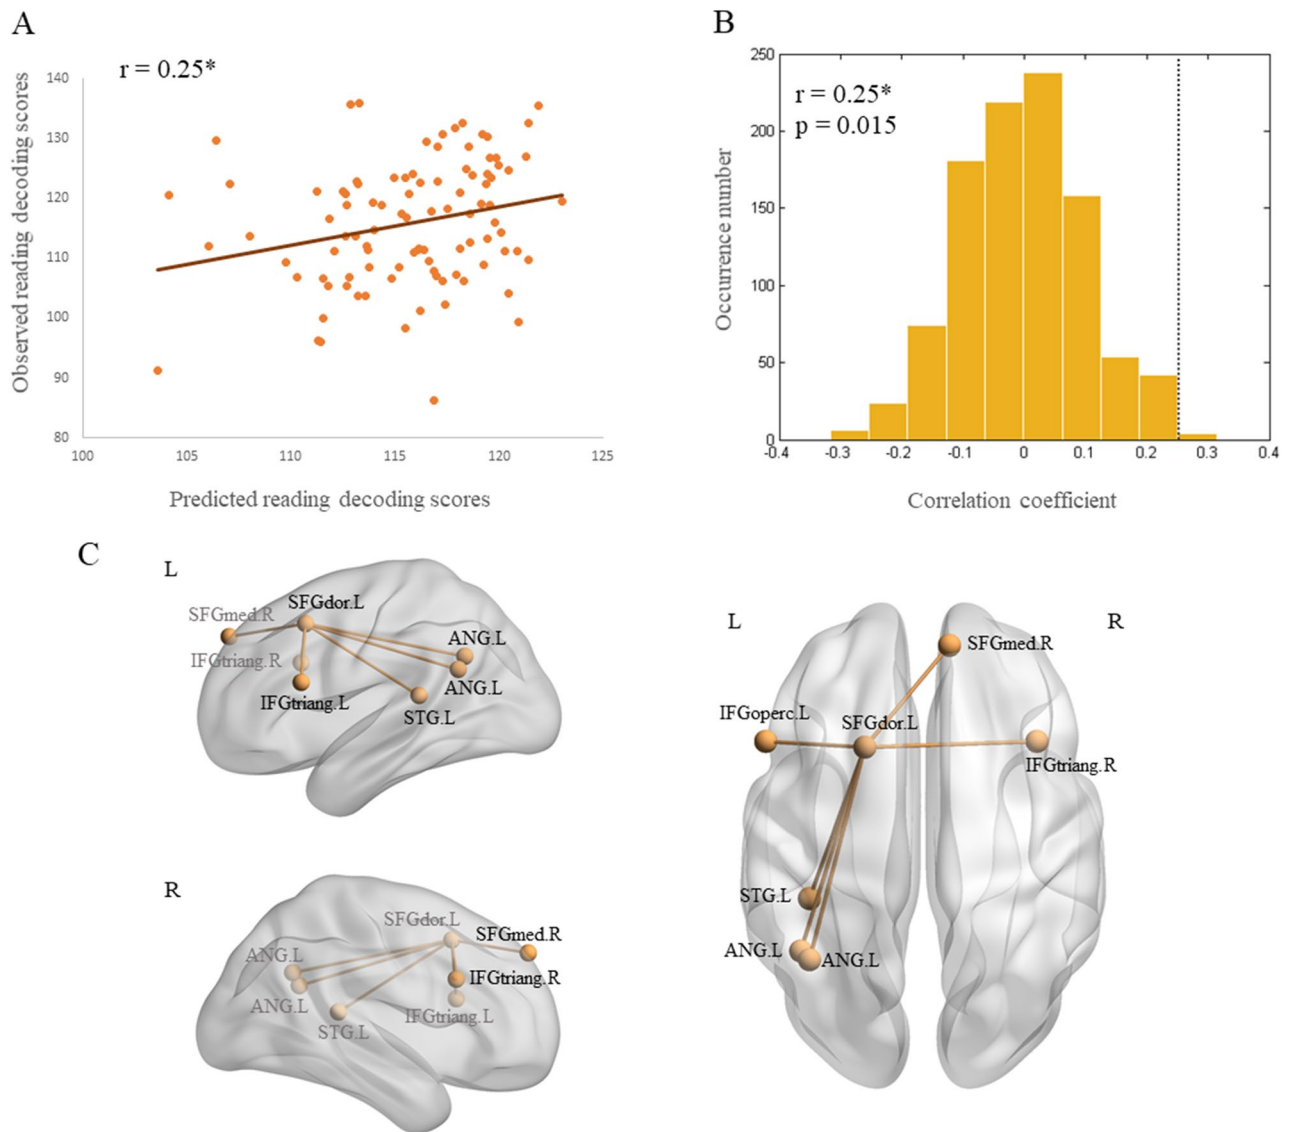 A
r = 0.25*
Observed reading decoding scores
140
130
120
110
100
90
80
100
105
110
115
120
125
Predicted reading decoding scores
B
r = 0.25*
p = 0.015
Occurrence number
250
200
150
100
50
0
-0.4
-0.3
-0.2
-0.1
0
0.1
0.2
0.3
0.4
Correlation coefficient
C
L
SFGmed.R
SFGdor.L
IFGtriang.R
IFGtriang.L
ANG.L
ANG.L
STG.L
R
SFGdor.L
SFGmed.R
ANG.L
IFGtriang.R
ANG.L
STG.L
IFGtriang.L
L
R
SFGmed.R
IFGoperc.L
SFGdor.L
IFGtriang.R
STG.L
ANG.L
ANG.L